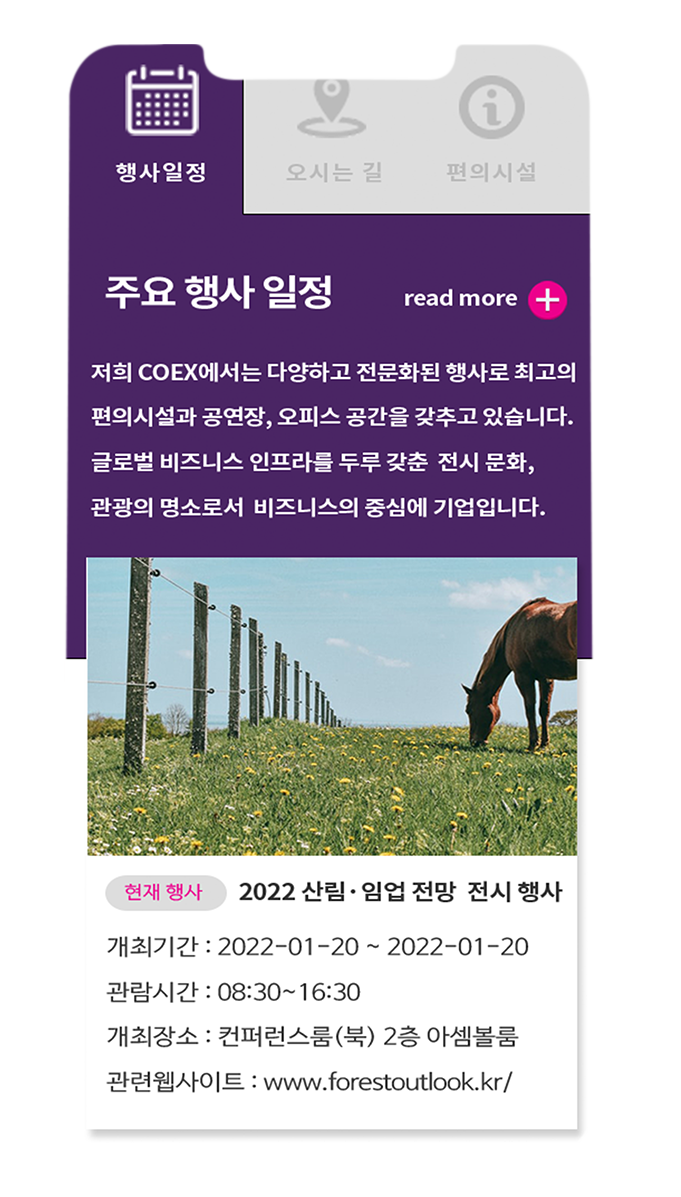 행사일정
오시는 길
편의시설
주요 행사 일정
read more
저희 COEX에서는 다양하고 전문화된 행사로 최고의
편의시설과 공연장, 오피스 공간을 갖추고 있습니다.
글로벌 비즈니스 인프라를 두루 갖춘 전시 문화,
관광의 명소로서 비즈니스의 중심에 기업입니다.
현재 행사 2022 산림·임업 전망 전시 행사
개최기간 : 2022-01-20 ~ 2022-01-20
관람시간 : 08:30~16:30
개최장소 : 컨퍼런스룸(북) 2층 아셈볼룸
관련웹사이트 : www.forestoutlook.kr/